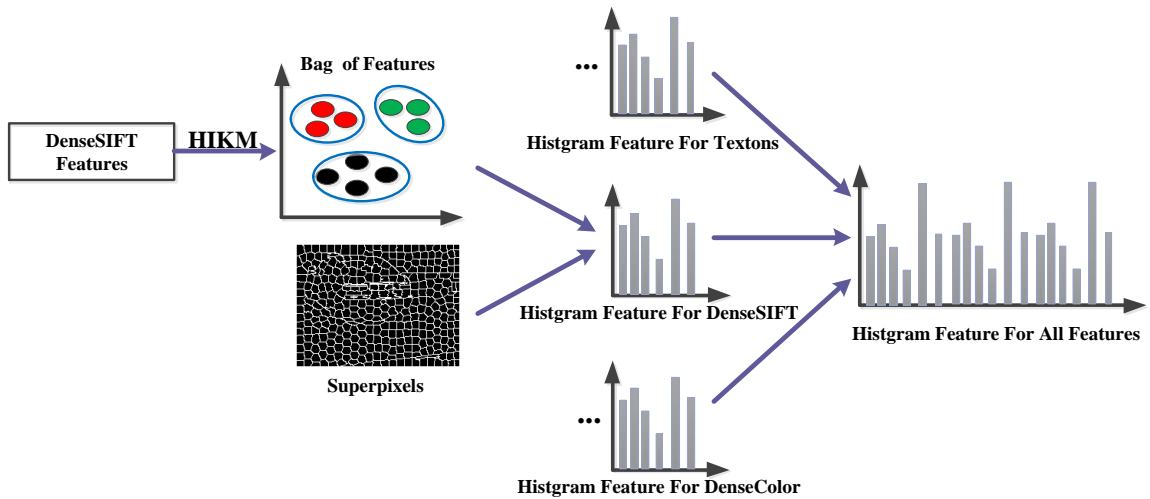 Bag of Features
DenseSIFT
Features
HIKM
Superpixels
...
Histgram Feature For Textons
Histgram Feature For DenseSIFT
...
Histgram Feature For DenseColor
Histgram Feature For All Features